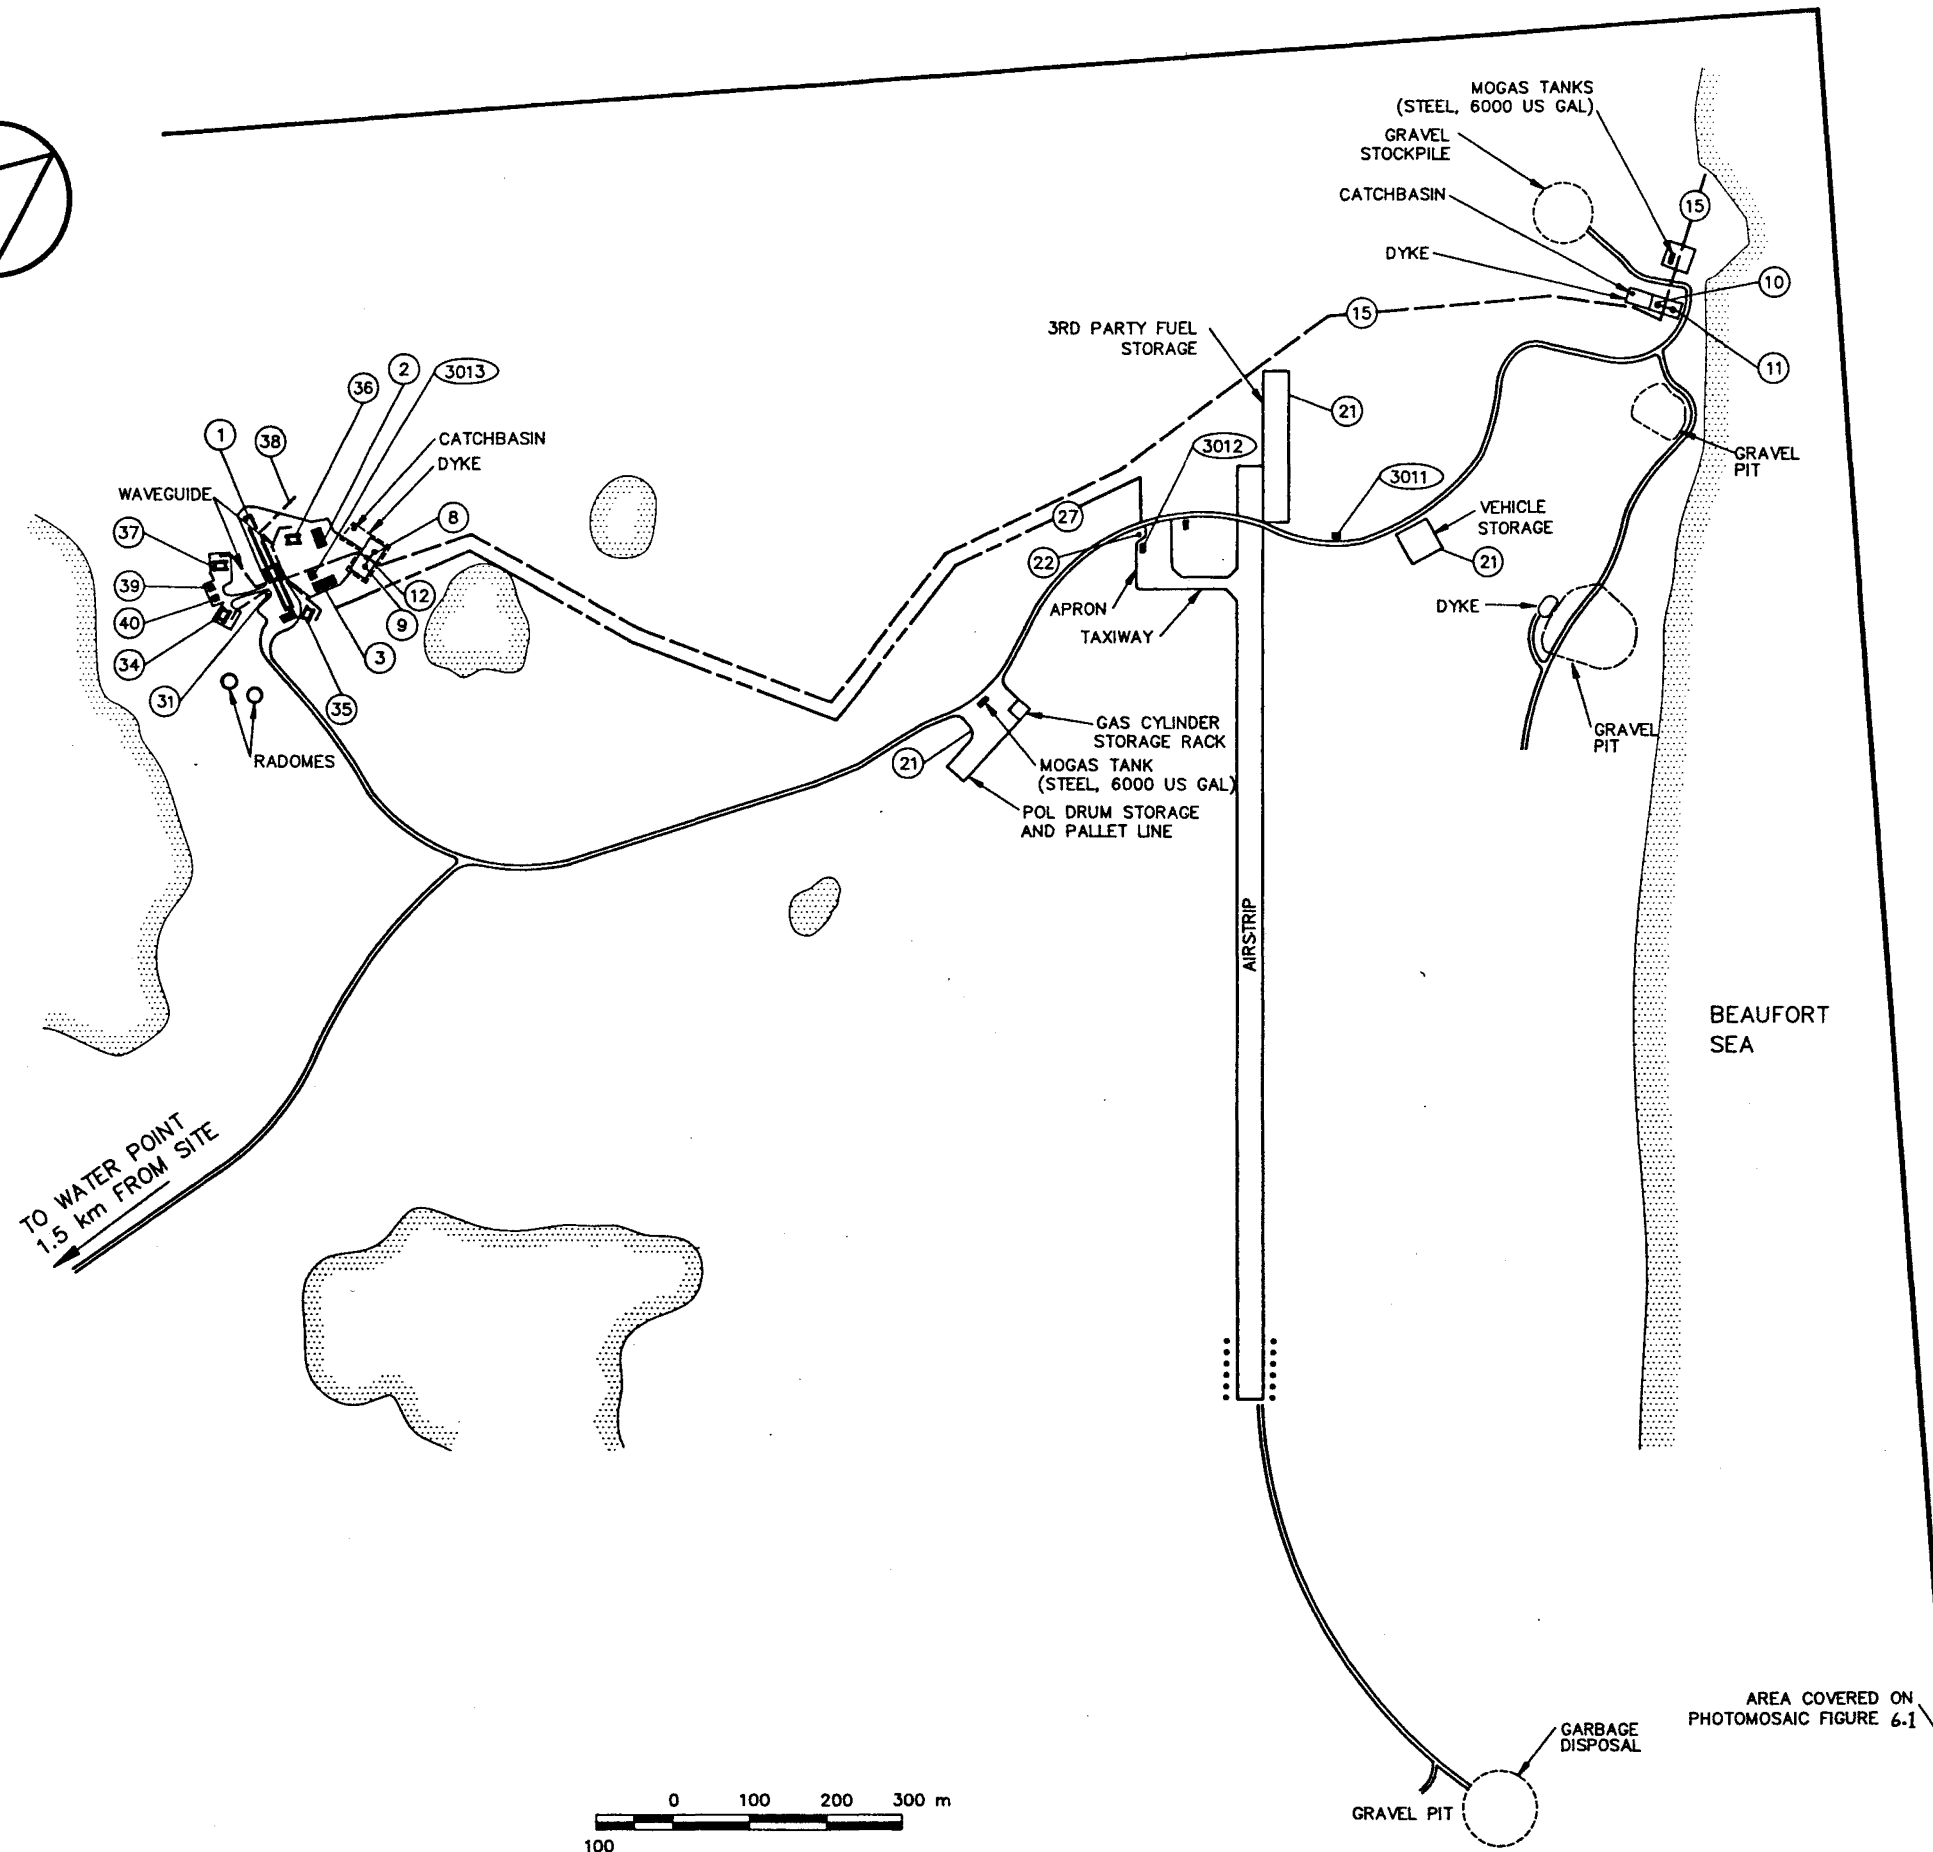 MOGAS TANKS
(STEEL, 6000 US GAL)
GRAVEL
STOCKPILE
CATCHBASIN
15
DYKE
10
15
3RD PARTY FUEL
STORAGE
11
21
2
3013
36
1
38
CATCHBASIN
DYKE
3012
3011
GRAVEL
PIT
WAVEGUIDE
8
27
VEHICLE
STORAGE
37
22
21
39
12
40
9
APRON
TAXIWAY
DYKE
34
3
31
35
RADOMES
GAS CYLINDER
STORAGE RACK
21
MOGAS TANK
(STEEL, 6000 US GAL)
POL DRUM STORAGE
AND PALLET LINE
GRAVEL
PIT
AIRSTRIP
BEAUFORT
SEA
TO WATER POINT
1.5 km FROM SITE
AREA COVERED ON
PHOTOMOSAIC FIGURE 6.1
GARBAGE
DISPOSAL
GRAVEL PIT
0 100 200 300 m
100